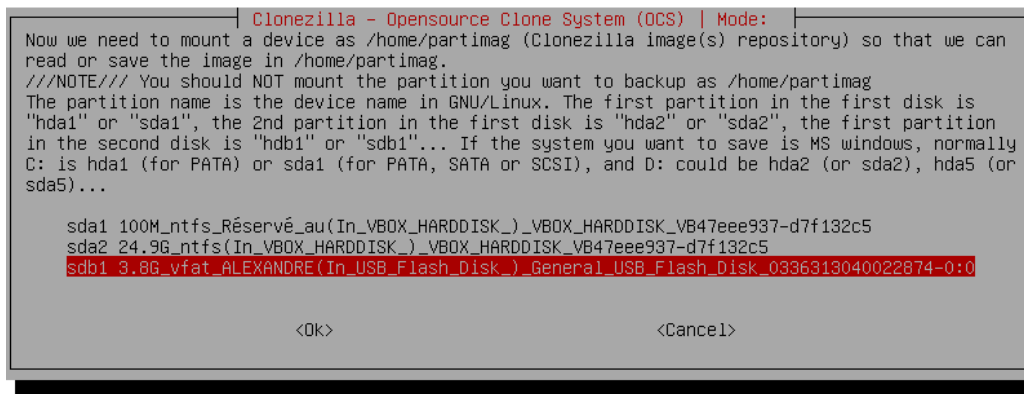 Clonezilla - Opensource Clone System (OCS) | Mode:
Now we need to mount a device as /home/partimag (Clonezilla image(s) repository) so that we can
read or save the image in /home/partimag.
///NOTE/// You should NOT mount the partition you want to backup as /home/partimag
The partition name is the device name in GNU/Linux. The first partition in the first disk is
"hda1" or "sda1", the 2nd partition in the first disk is "hda2" or "sda2", the first partition
in the second disk is "hdb1" or "sdb1"... If the system you want to save is MS windows, normally
C: is hda1 (for PATA) or sda1 (for PATA, SATA or SCSI), and D: could be hda2 (or sda2), hda5 (or
sda5)...
sda1 100M_ntfs_Réservé_au(In_VBOX_HARDDISK_)_VBOX_HARDDISK_VB47eee937-d7f132c5
sda2 24.9G_ntfs(In_VBOX_HARDDISK_)_VBOX_HARDDISK_VB47eee937-d7f132c5
sdb1 3.8G_vfat_ALEXANDRE(In_USB_Flash_Disk_)_General_USB_Flash_Disk_0336313040022874-0:0
<Ok> <Cancel>